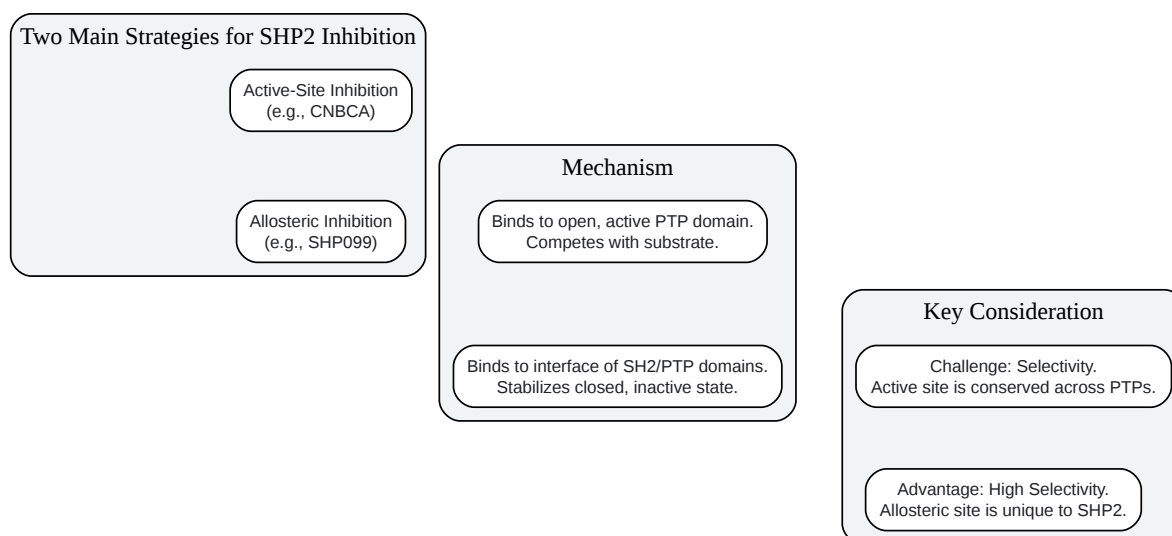 Two Main Strategies for SHP2 Inhibition
Active-Site Inhibition
(e.g., CNBCA)
Allosteric Inhibition
(e.g., SHP099)
Mechanism
Binds to open, active PTP domain.
Competes with substrate.
Binds to interface of SH2/PTP domains.
Stabilizes closed, inactive state.
Key Consideration
Challenge: Selectivity.
Active site is conserved across PTPs.
Advantage: High Selectivity.
Allosteric site is unique to SHP2.